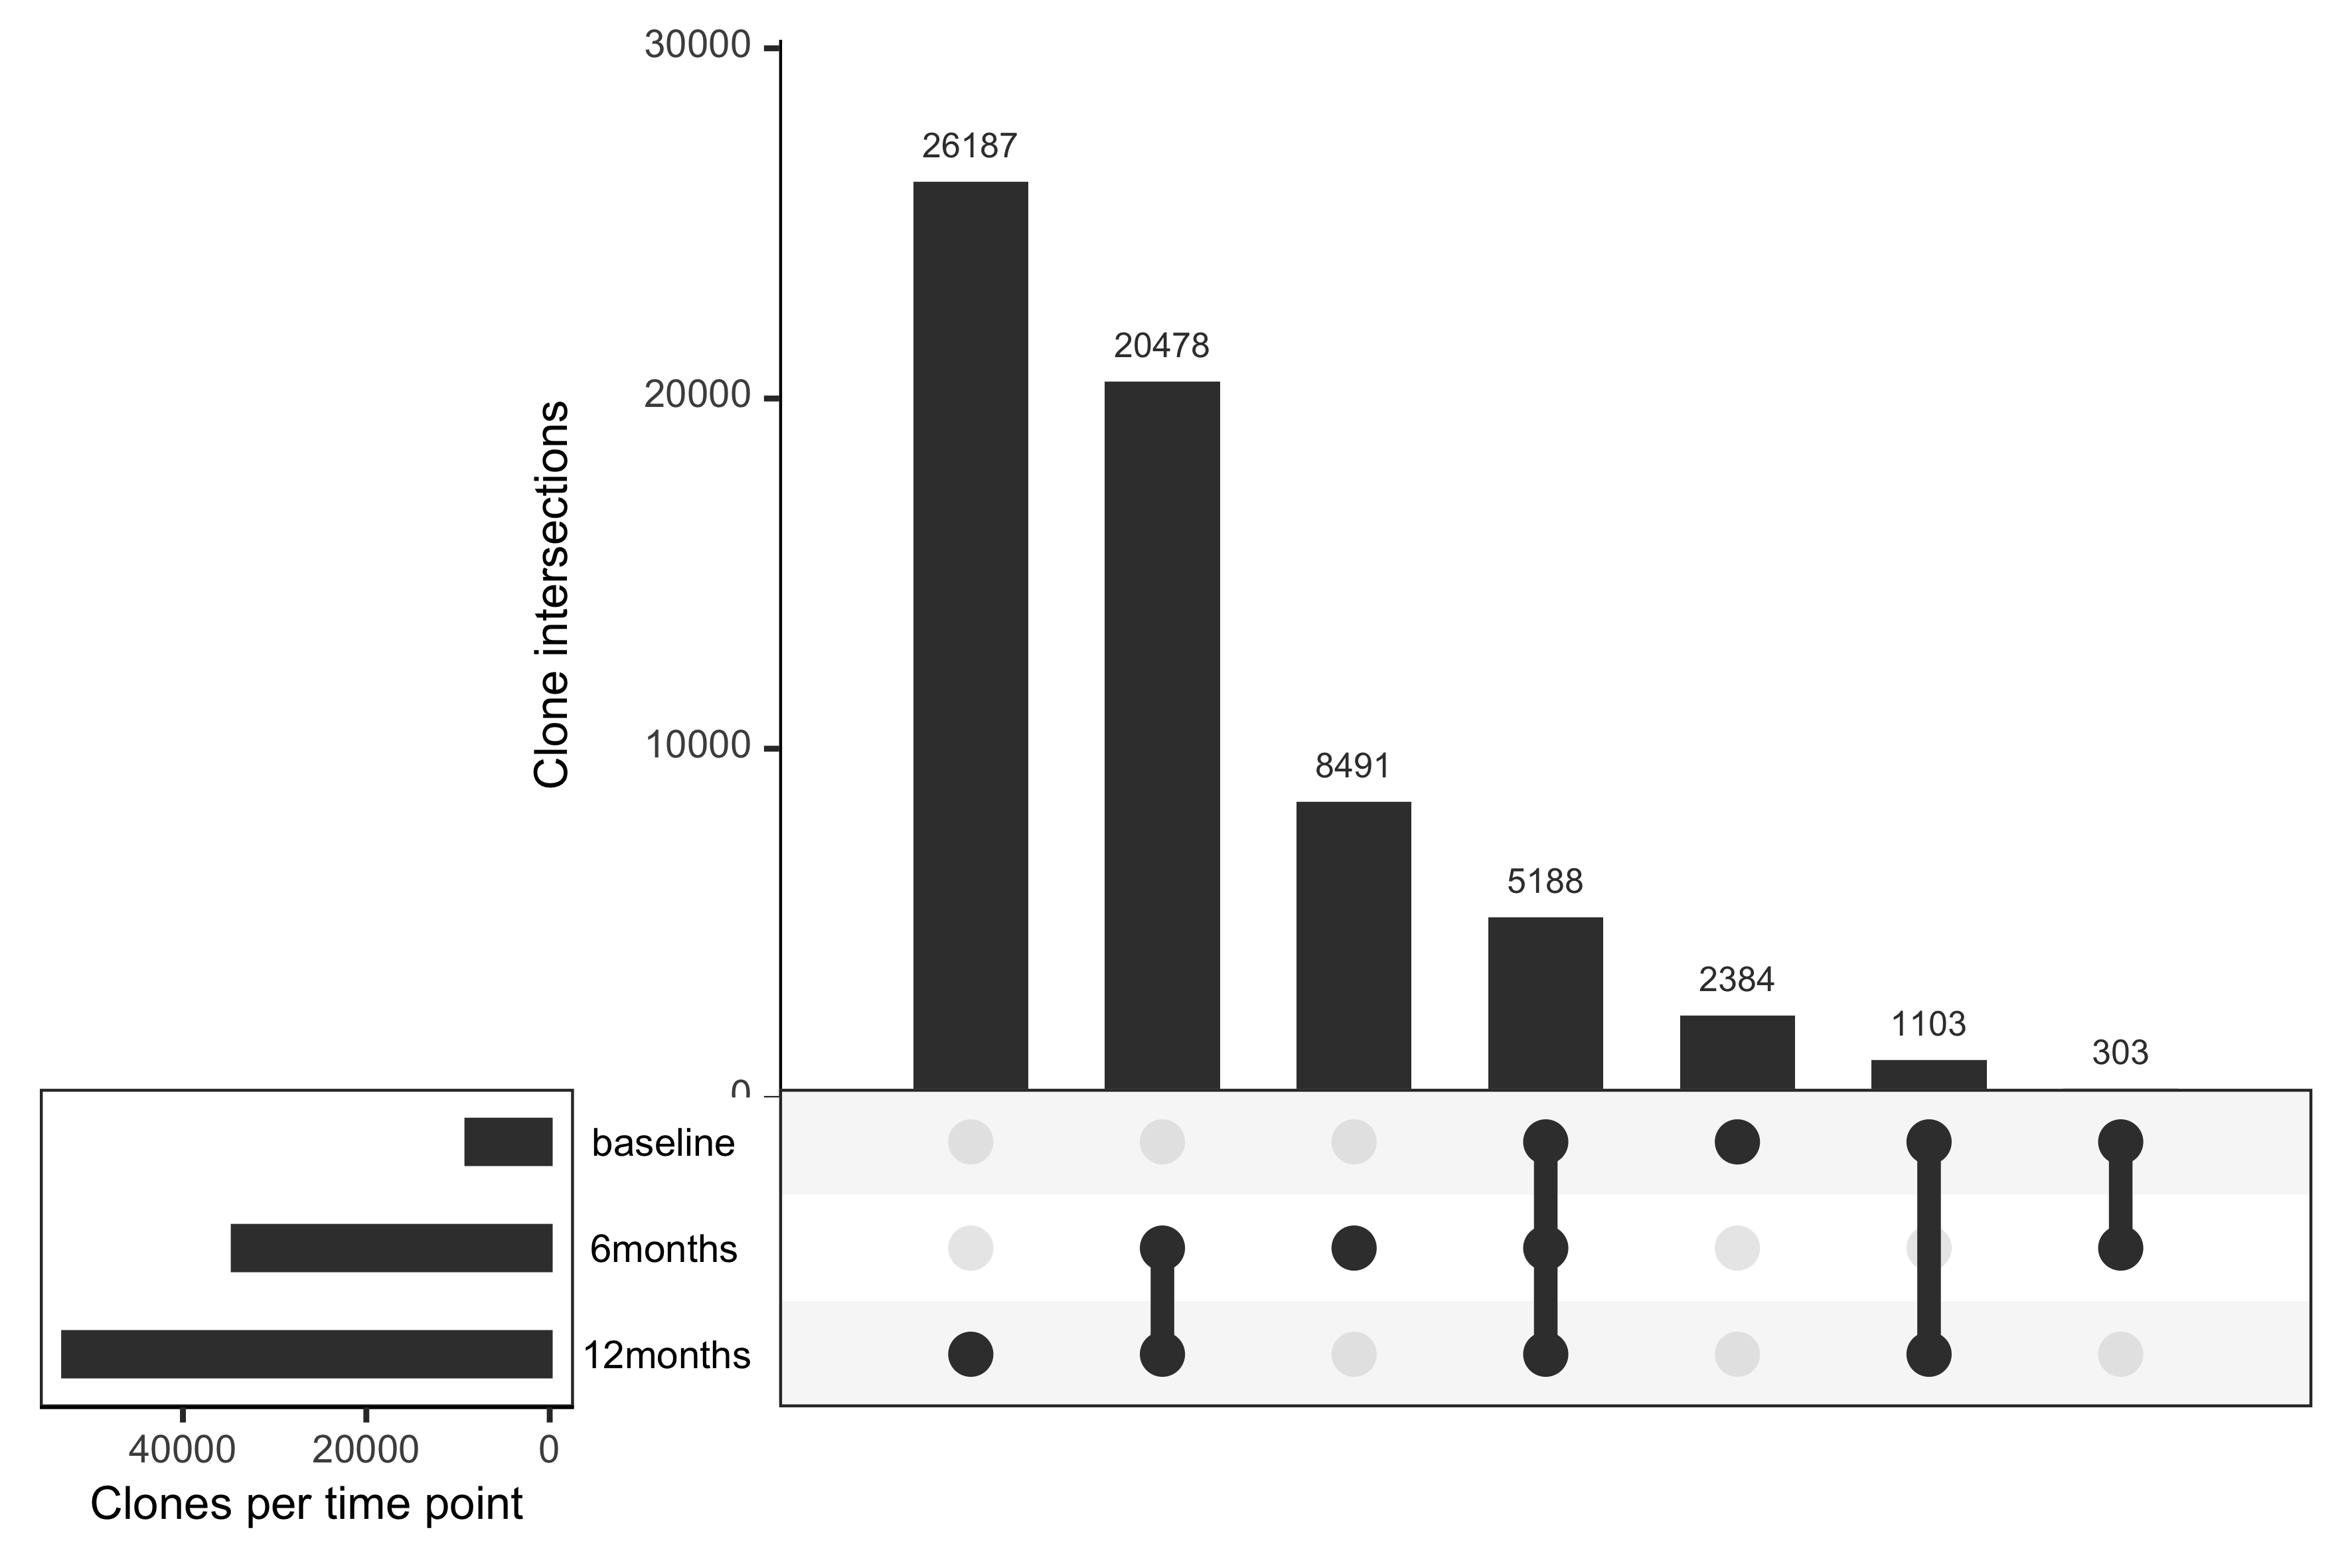 30000
26187
20478
20000
Clone intersections
10000
8491
5188
2384
1103
303
0
baseline
6months
12months
40000 20000 0
Clones per time point